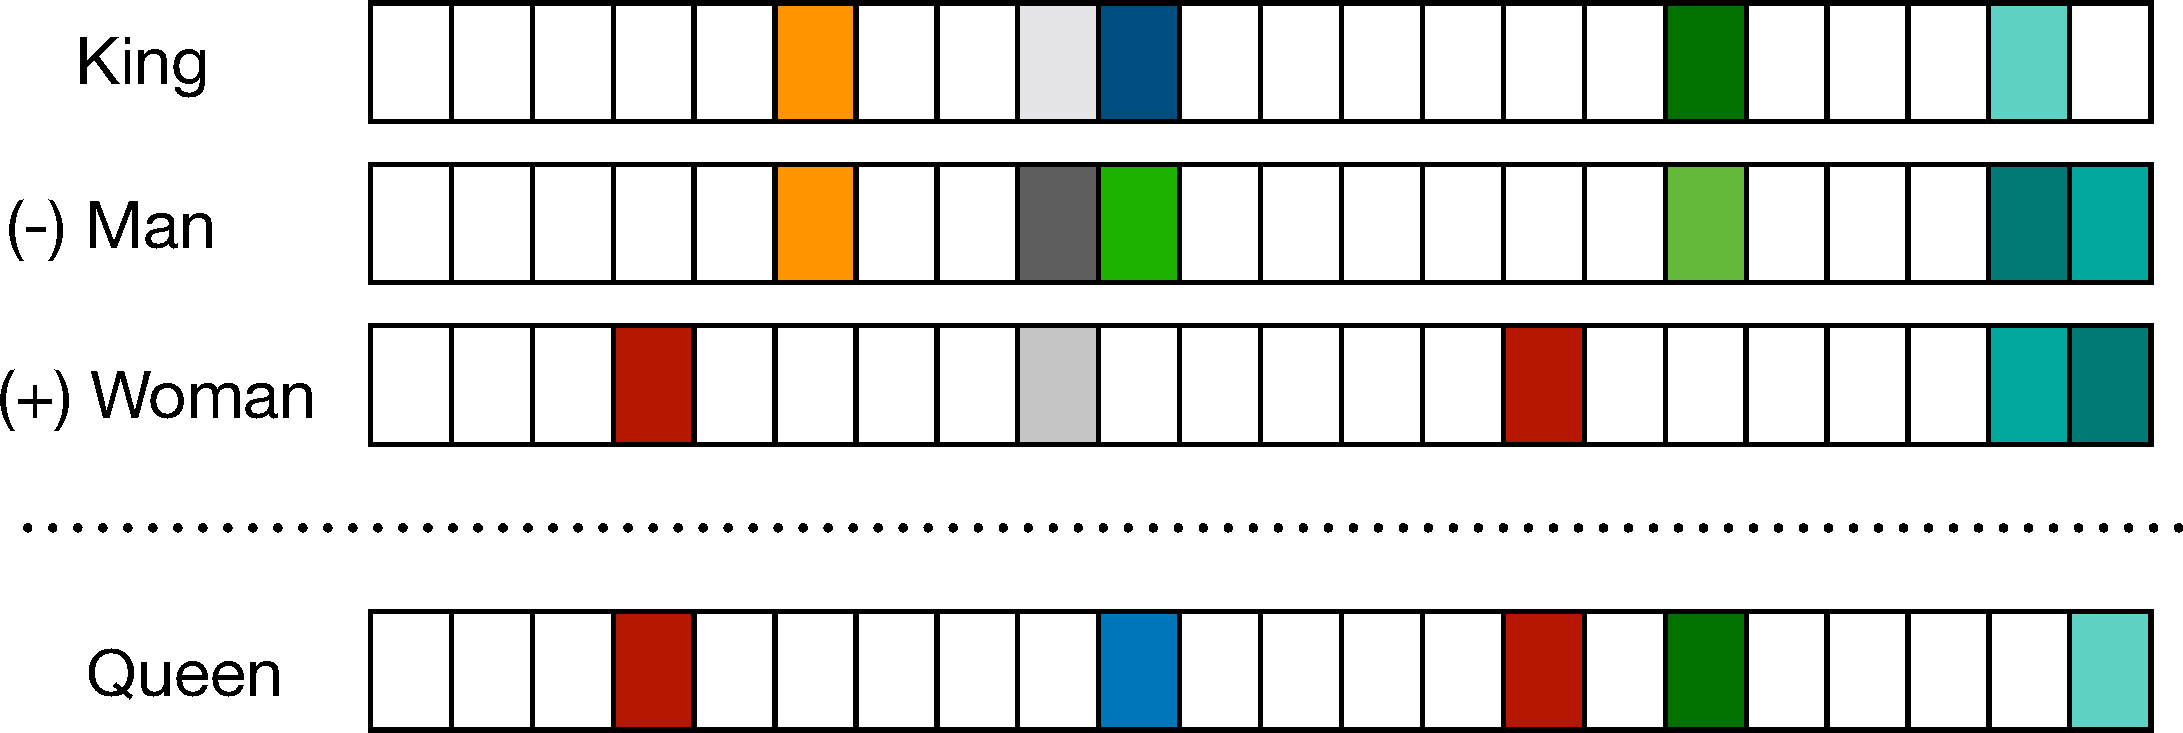 King
(-) Man
(+) Woman
Queen